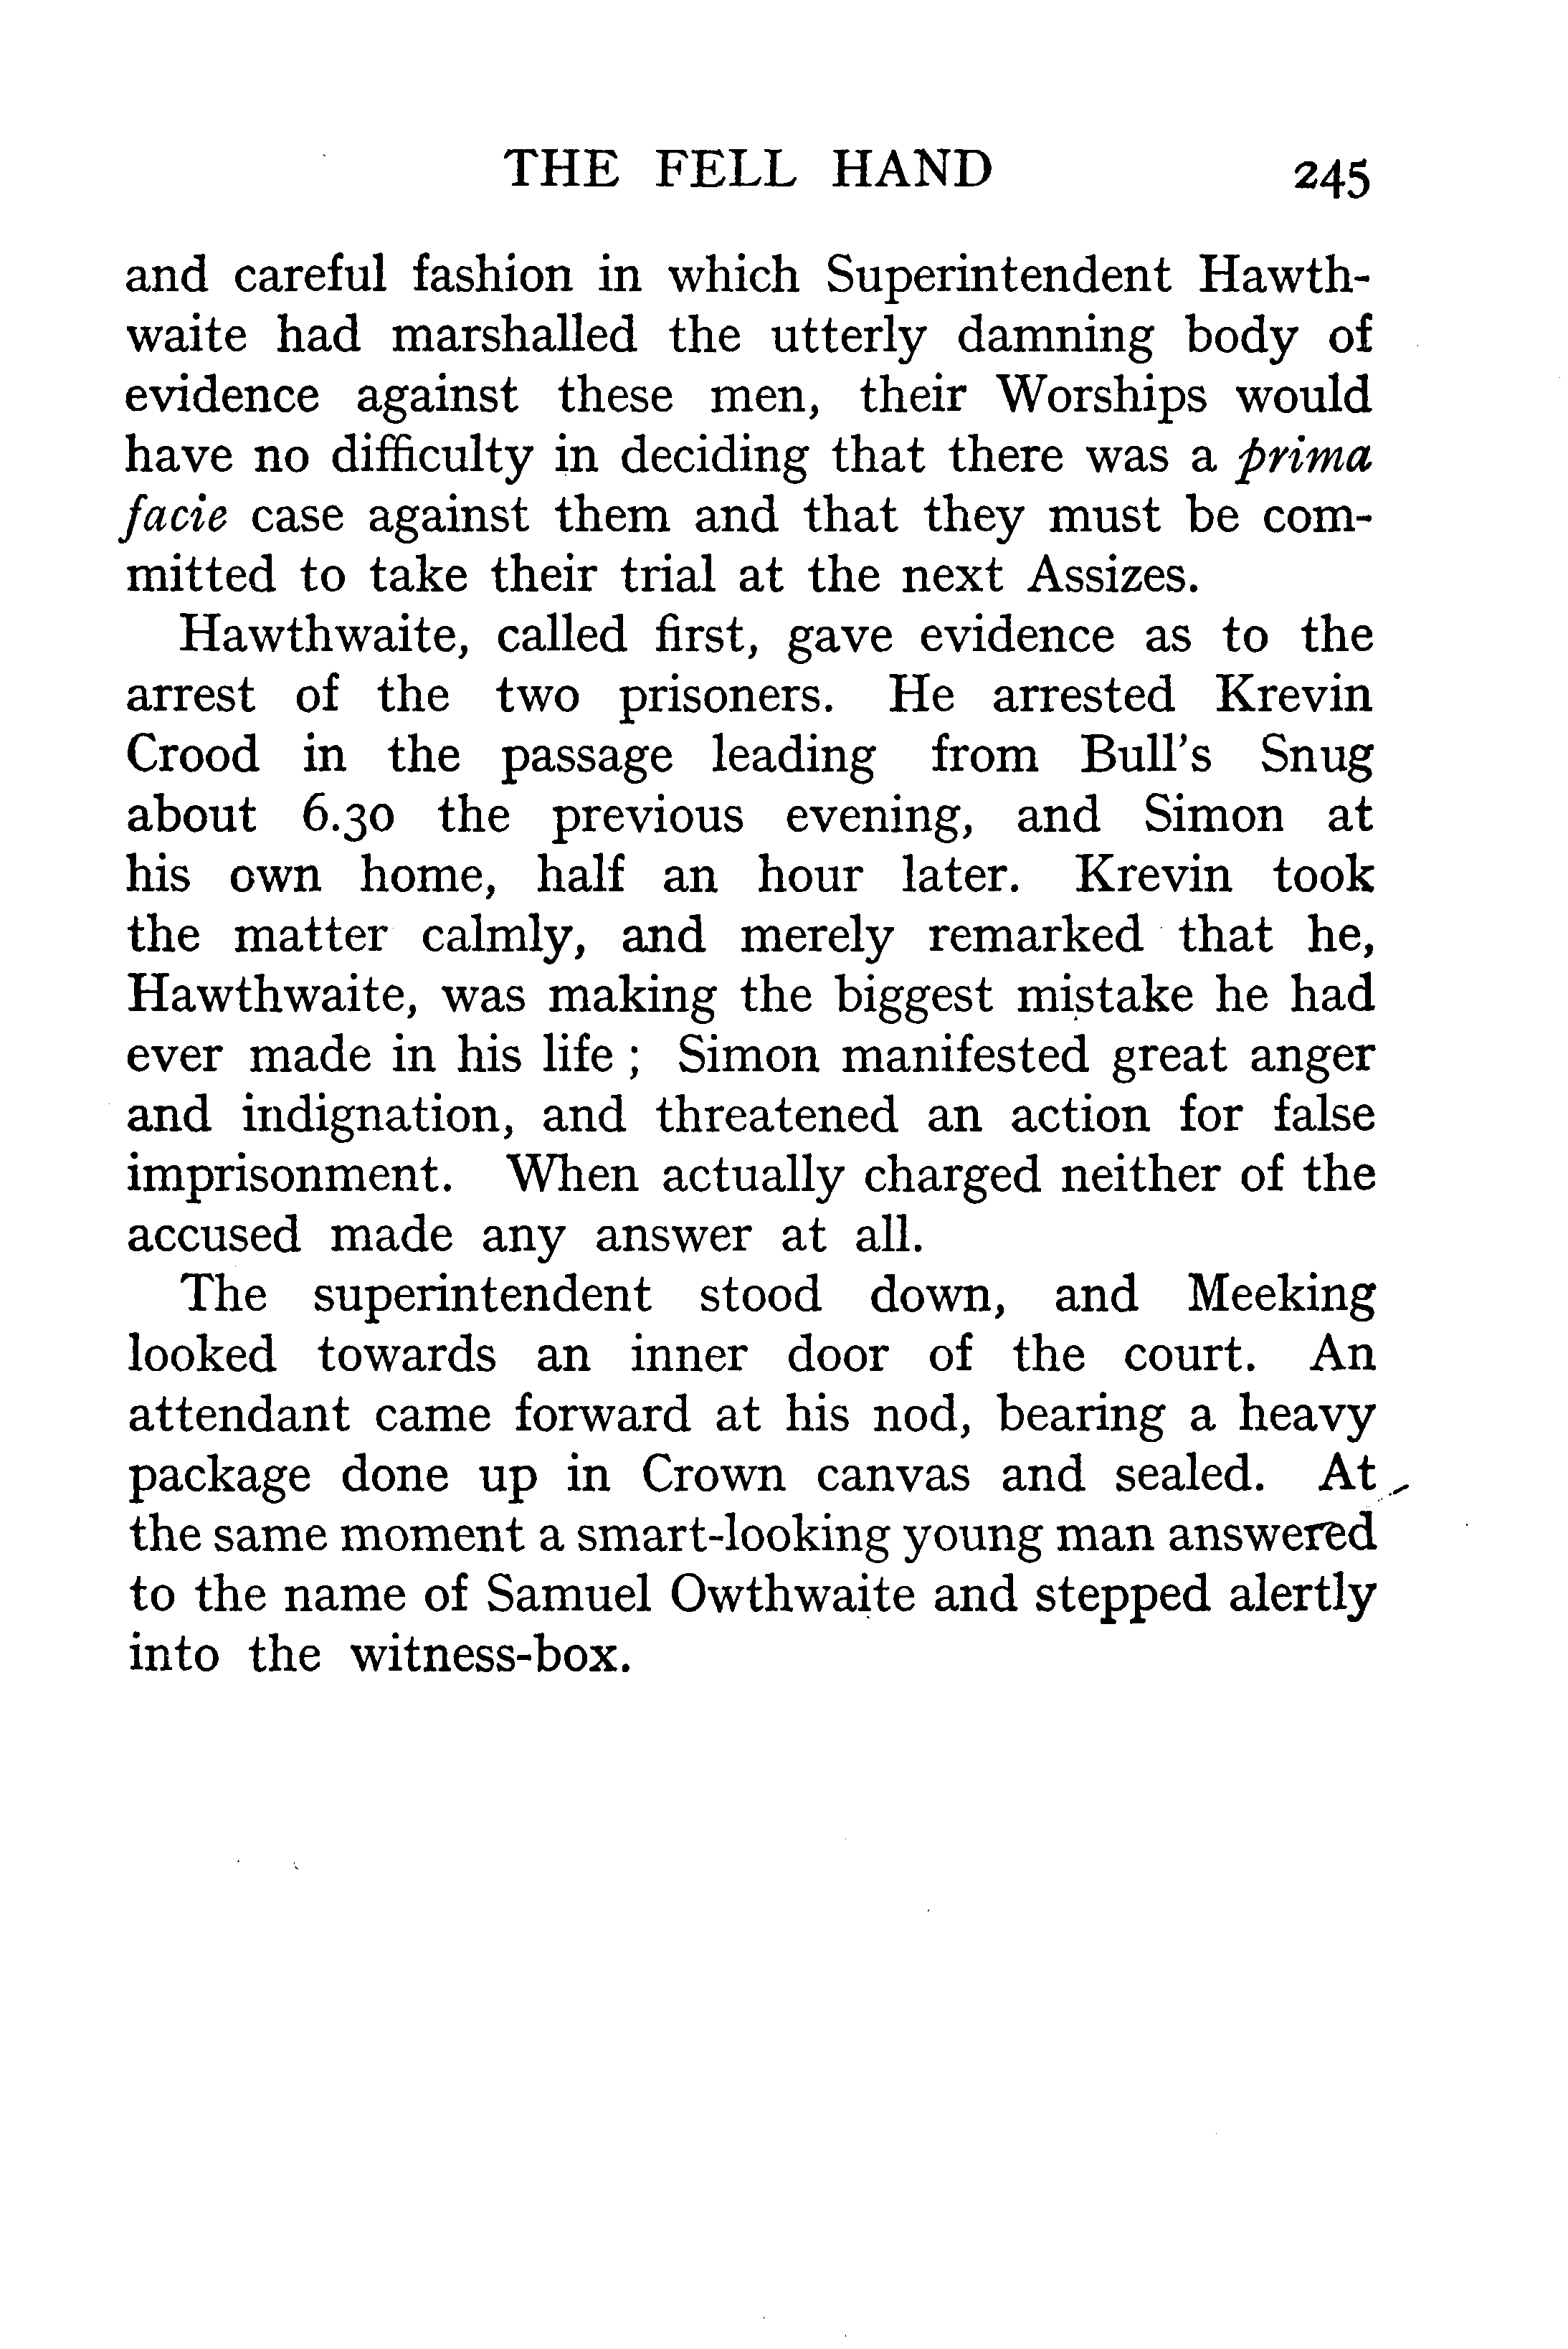 THE FELL HAND 245
and careful fashion in which Superintendent Hawth-
waite had marshalled the utterly damning body of
evidence against these men, their Worships would
have no difficulty in deciding that there was a prima
facie case against them and that they must be com-
mitted to take their trial at the next Assizes.
Hawthwaite, called first, gave evidence as to the
arrest of the two prisoners. He arrested Krevin
Crood in the passage leading from Bull's Snug
about 6.30 the previous evening, and Simon at
his own home, half an hour later. Krevin took
the matter calmly, and merely remarked that he,
Hawthwaite, was making the biggest mistake he had
ever made in his life ; Simon manifested great anger
and indignation, and threatened an action for false
imprisonment. When actually charged neither of the
accused made any answer at all.
The superintendent stood down, and Meeking
looked towards an inner door of the court. An
attendant came forward at his nod, bearing a heavy
package done up in Crown canvas and sealed. At
the same moment a smart-looking young man answered
to the name of Samuel Owthwaite and stepped alertly
into the witness-box.